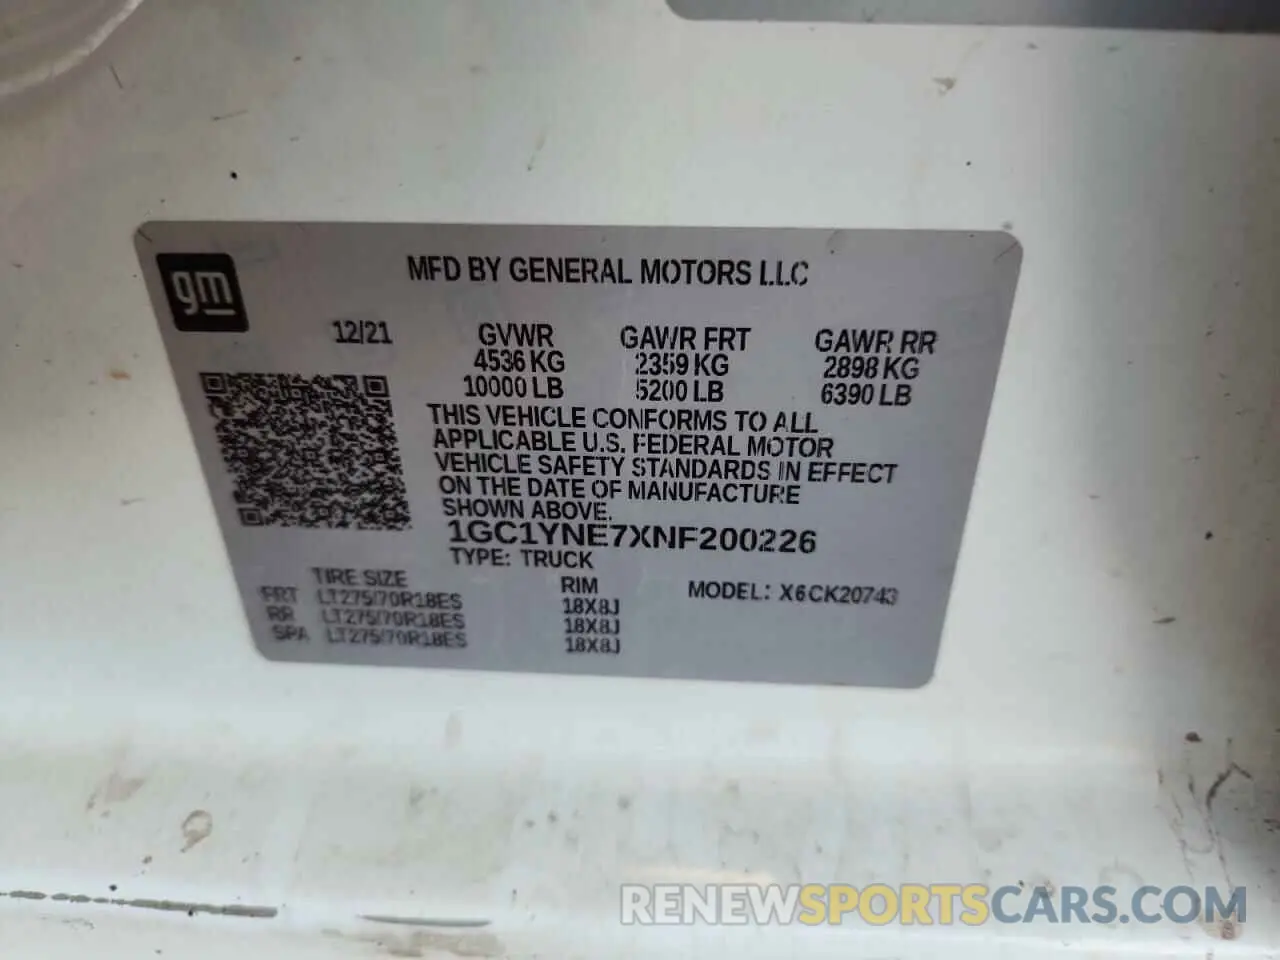 gm
MFD BY GENERAL MOTORS LLC
12/21 GVWR GAWR FRT GAWR RR
4536 KG 2359 KG 2898 KG
10000 LB 5200 LB 6390 LB
THIS VEHICLE CONFORMS TO ALL
APPLICABLE U.S. FEDERAL MOTOR
VEHICLE SAFETY STANDARDS IN EFFECT
ON THE DATE OF MANUFACTURE
SHOWN ABOVE.
1GC1YNE7XNF200226
TYPE: TRUCK
TIRE SIZE RIM MODEL: X6CK20743
FRT LT275/70R18ES 18X8J
RR LT275/70R18ES 18X8J
SPA LT275/70R18ES 18X8J
RENEWSPORTSCARS.COM